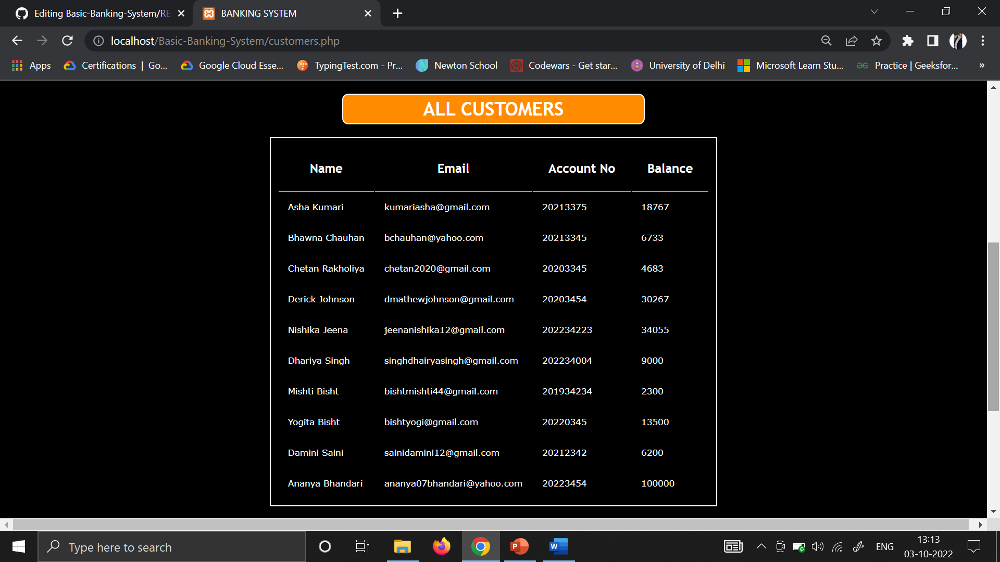 Editing Basic-Banking-System/RE
BANKING SYSTEM
localhost/Basic-Banking-System/customers.php
Apps
Certifications | Go...
Google Cloud Esse...
TypingTest.com - Pr...
Newton School
Codewars - Get star...
University of Delhi
Microsoft Learn Stu...
Practice | Geeksfor...
»
ALL CUSTOMERS
Name Email Account No Balance
Asha Kumari kumariasha@gmail.com 20213375 18767
Bhawna Chauhan bchauhan@yahoo.com 20213345 6733
Chetan Rakholiya chetan2020@gmail.com 20203345 4683
Derick Johnson dmathewjohnson@gmail.com 20203454 30267
Nishika Jeena jeenanishika12@gmail.com 202234223 34055
Dhariya Singh singhdhairyasingh@gmail.com 202234004 9000
Mishti Bisht bishtmishti44@gmail.com 201934234 2300
Yogita Bisht bishtyogi@gmail.com 20220345 13500
Damini Saini sainidamini12@gmail.com 20212342 6200
Ananya Bhandari ananya07bhandari@yahoo.com 20223454 100000
Type here to search
ENG
13:13
03-10-2022